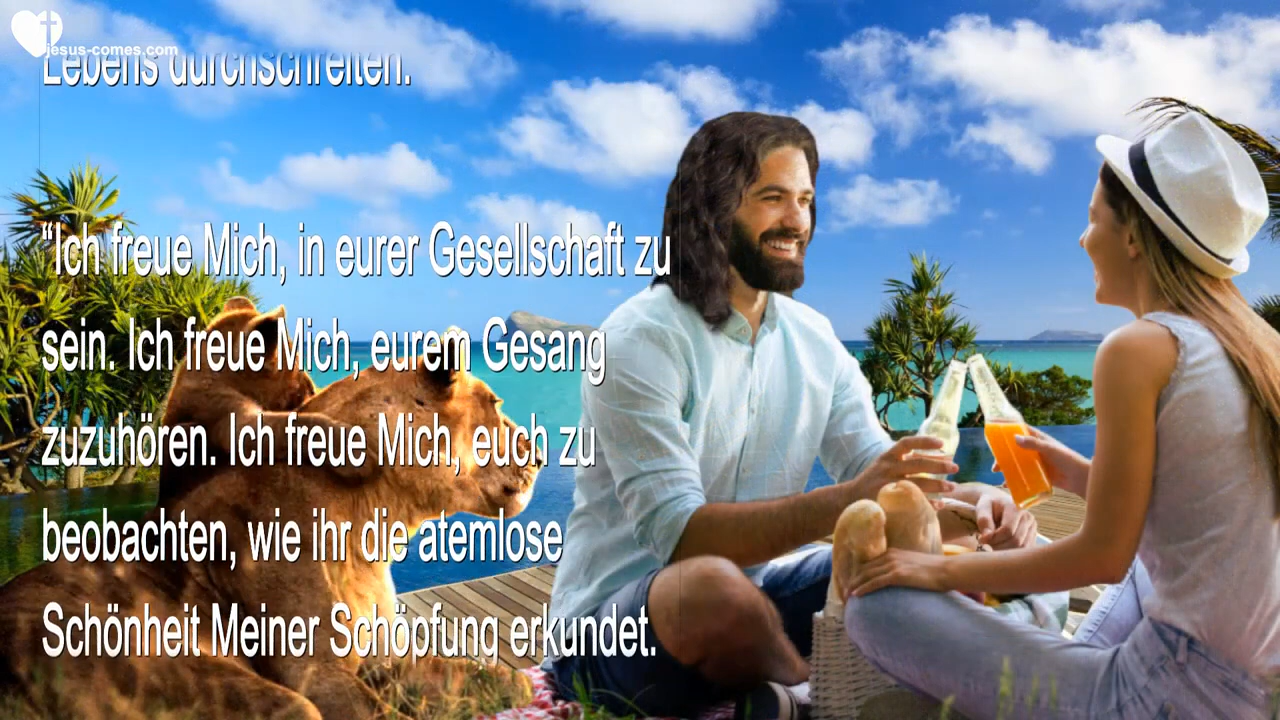 jesus-comes.com
Lebens durchschreiten.
“Ich freue Mich, in eurer Gesellschaft zu
sein. Ich freue Mich, eurem Gesang
zuzuhören. Ich freue Mich, euch zu
beobachten, wie ihr die atemlose
Schönheit Meiner Schöpfung erkundet.